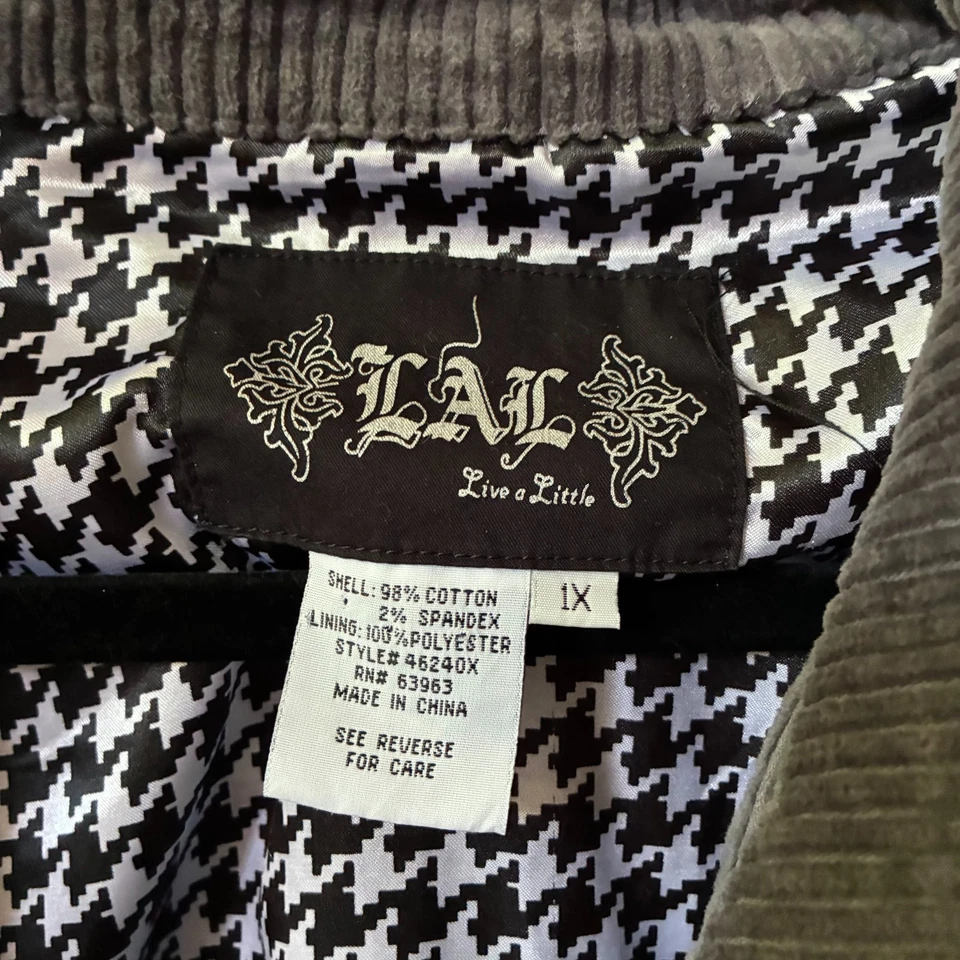 LAL
Live a Little
SHELL: 98% COTTON
2% SPANDEX
LINING: 100%POLYESTER
STYLE# 46240X
RN# 63963
MADE IN CHINA
SEE REVERSE
FOR CARE
1X